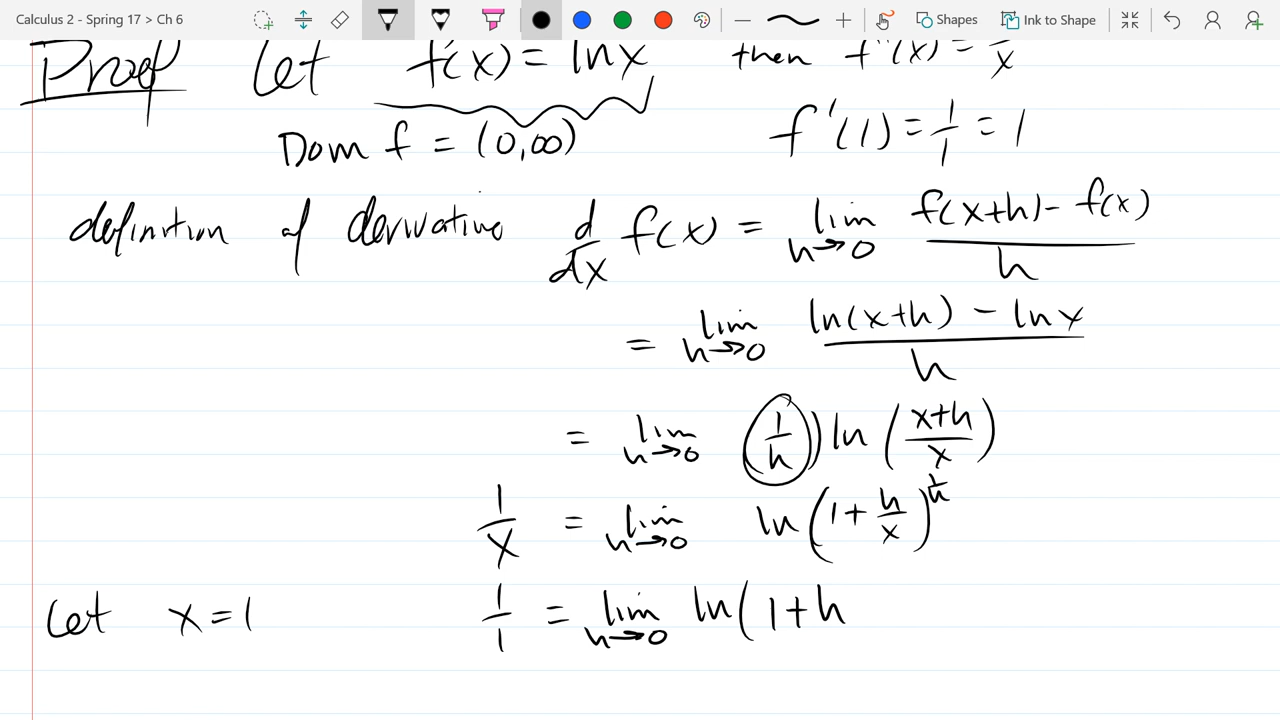 Calculus 2 - Spring 17 > Ch 6
Shapes
Ink to Shape
Proof Let f(x) = ln x then f'(x) = 1/x
Dom f = (0,∞) f'(1) = 1/1 = 1
definition of derivative d/dx f(x) = lim h→0 (f(x+h) - f(x))/h
= lim h→0 (ln(x+h) - ln x)/h
= lim h→0 (1/h) ln((x+h)/x)
1/x = lim h→0 ln(1 + h/x)^(1/h)
Let x = 1 1/1 = lim h→0 ln(1+h